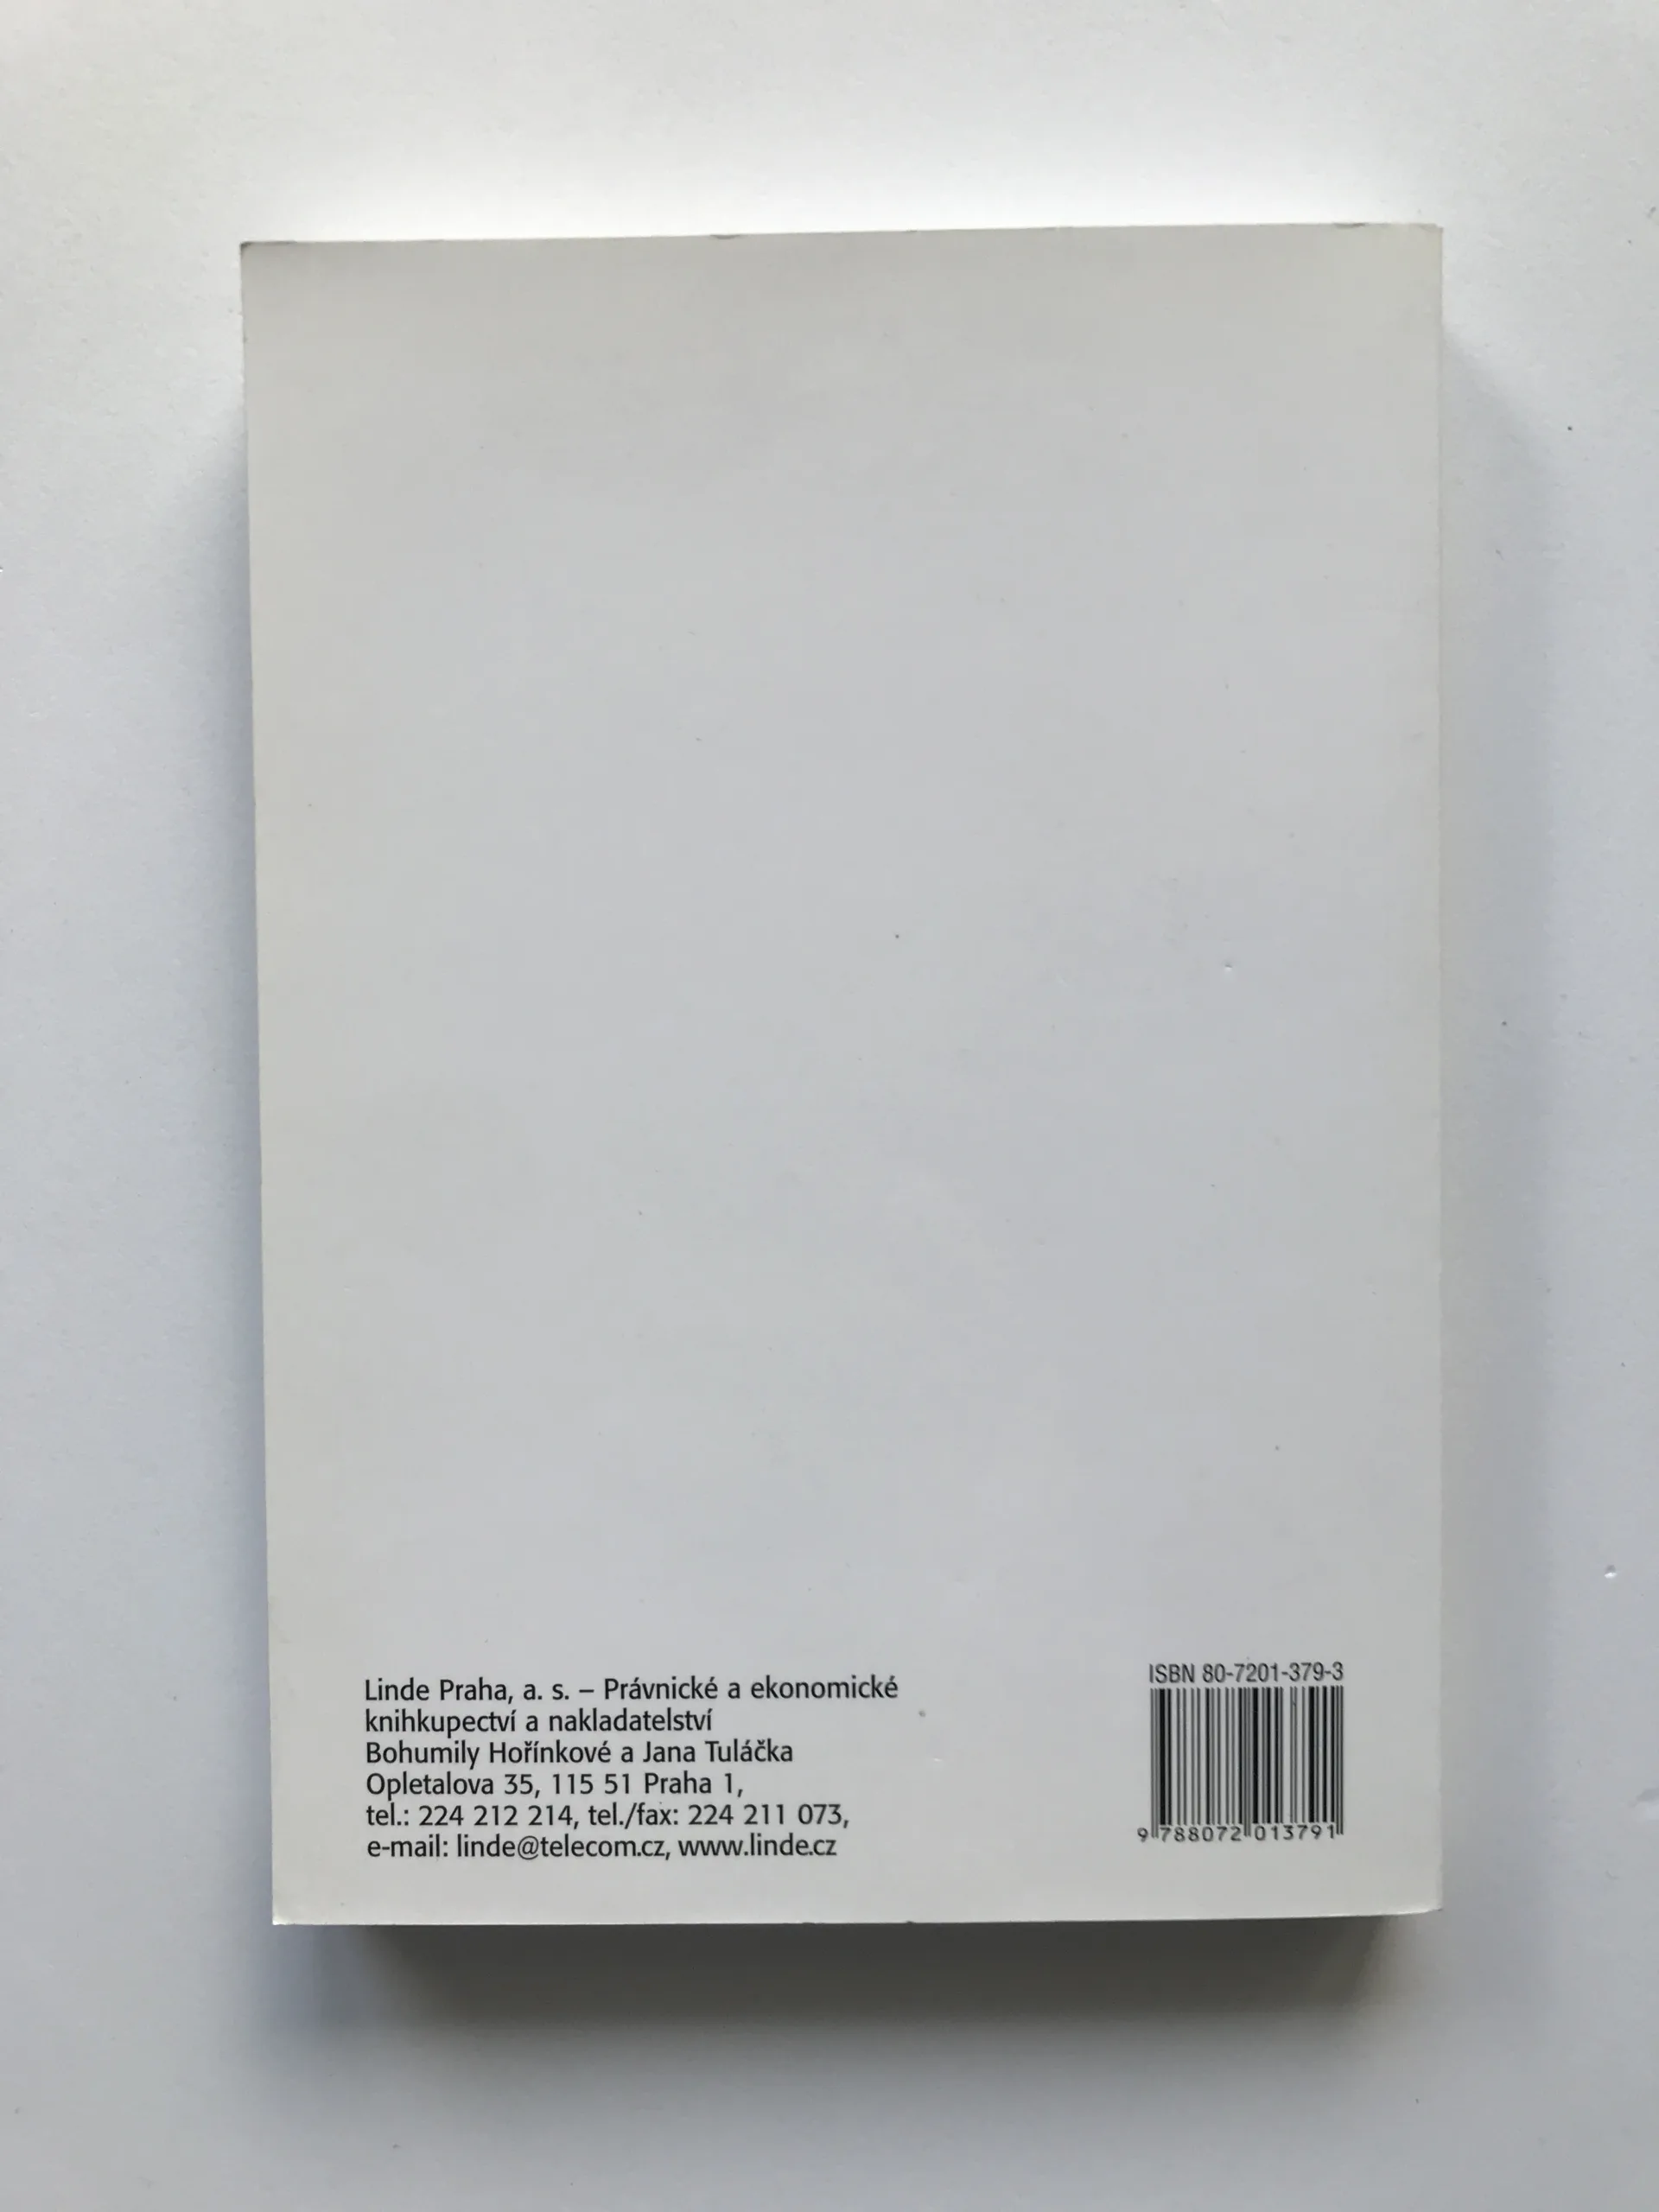 Linde Praha, a. s. – Právnické a ekonomické
knihkupectví a nakladatelství
Bohumily Hořínkové a Jana Tuláčka
Opletalova 35, 115 51 Praha 1,
tel.: 224 212 214, tel./fax: 224 211 073,
e-mail: linde@telecom.cz, www.linde.cz
ISBN 80-7201-379-3
9 788072 013791